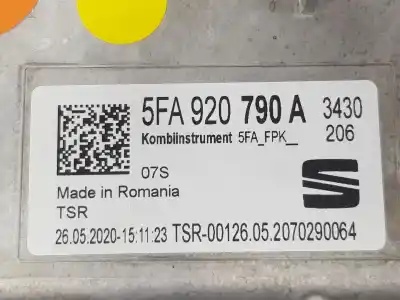 5FA 920 790 A 3430
Kombiinstrument 5FA_FPK__ 206
07S
Made in Romania
TSR
26.05.2020-15:11:23 TSR-00126.05.2070290064